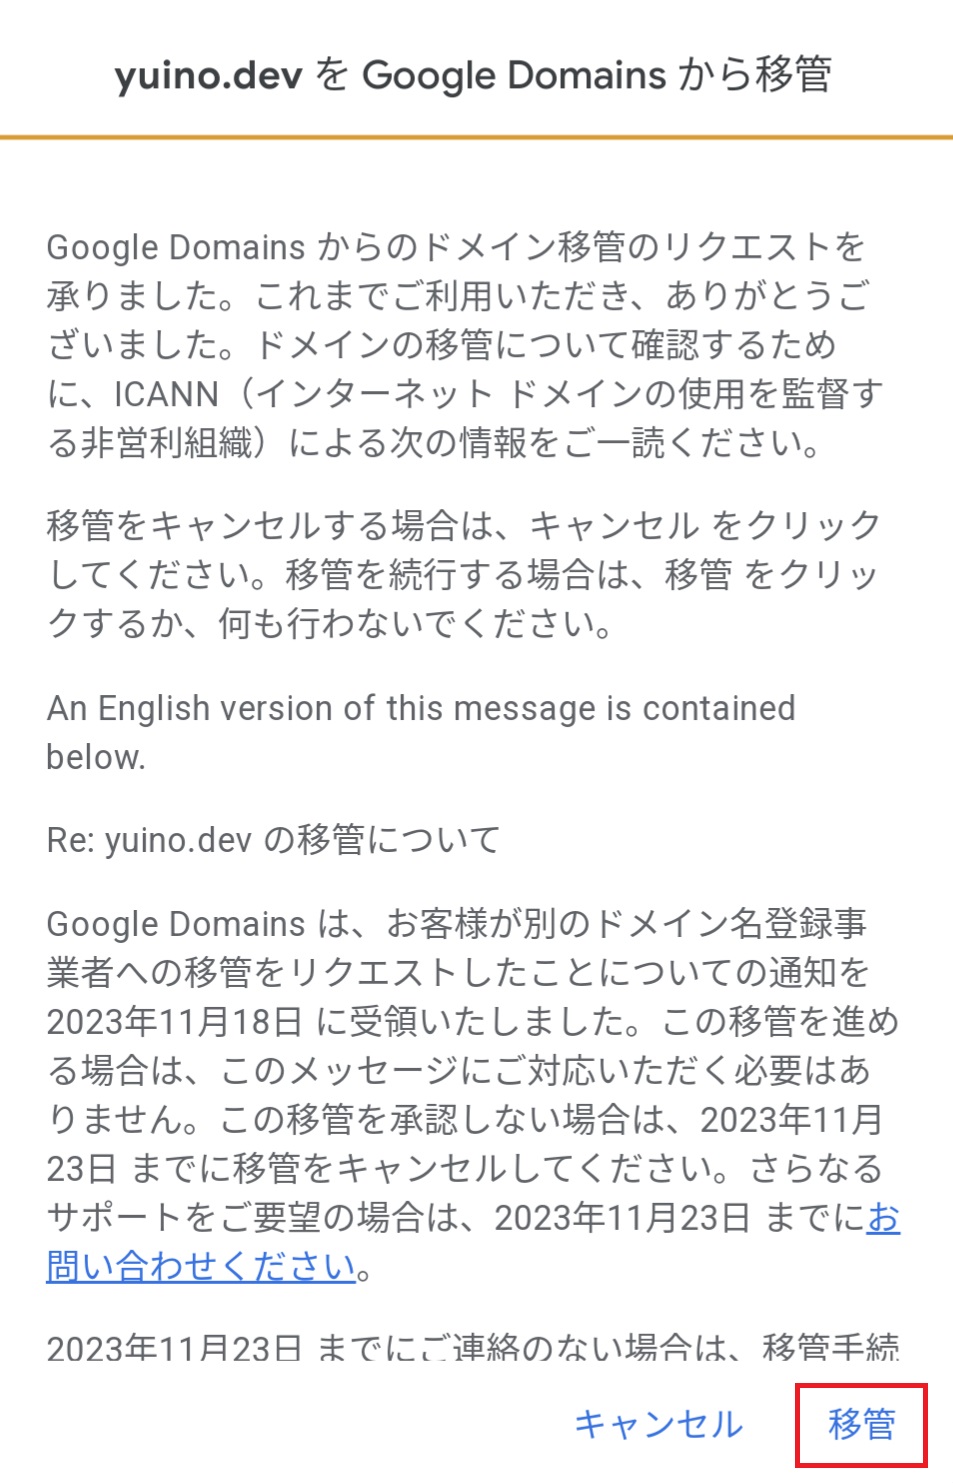 yuino.dev を Google Domains から移管
Google Domains からのドメイン移管のリクエストを
承りました。これまでご利用いただき、ありがとうご
ざいました。ドメインの移管について確認するため
に、ICANN（インターネット ドメインの使用を監督す
る非営利組織）による次の情報をご一読ください。
移管をキャンセルする場合は、キャンセル をクリック
してください。移管を続行する場合は、移管 をクリッ
クするか、何も行わないでください。
An English version of this message is contained
below.
Re: yuino.dev の移管について
Google Domains は、お客様が別のドメイン名登録事
業者への移管をリクエストしたことについての通知を
2023年11月18日 に受領いたしました。この移管を進め
る場合は、このメッセージにご対応いただく必要はあ
りません。この移管を承認しない場合は、2023年11月
23日 までに移管をキャンセルしてください。さらなる
サポートをご要望の場合は、2023年11月23日 までにお
問い合わせください。
2023年11月23日 までにご連絡のない場合は、移管手続
キャンセル 移管